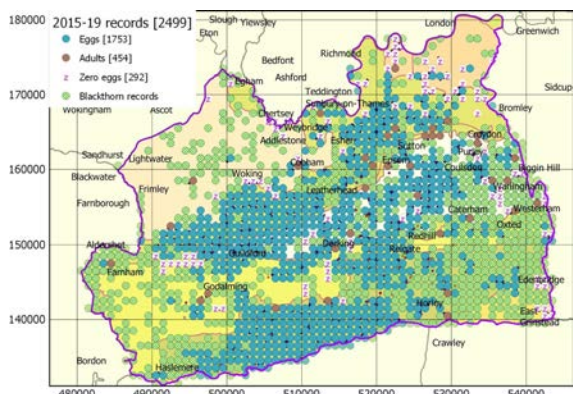 2015-19 records [2499]
Eggs [1753]
Adults [454]
z Zero eggs [292]
Blackthorn records
180000
170000
160000
150000
140000
Slough
Yiewsley
Eton
London
Greenwich
Richmond
Bedfont
Ashford
Egham
Teddington
Sidcup
Sunbury-on-Thames
Wokingham
Ascot
Chertsey
Bromley
Weybridge
Addlestone
Esher
Croydon
Sandhurst
Lightwater
Cobham
Sutton
Purley
Epsom
Blackwater
Woking
Coulsdon
Biggin Hill
Frimley
Leatherhead
Warlingham
Farnborough
Caterham
Westerham
Oxted
Aldershot
Guildford
Dorking
Redhill
Reigate
Farnham
Godalming
Edenbridge
Horley
East-
Grinstead
Crawley
Bordon
Haslemere
480000
490000
500000
510000
520000
530000
540000